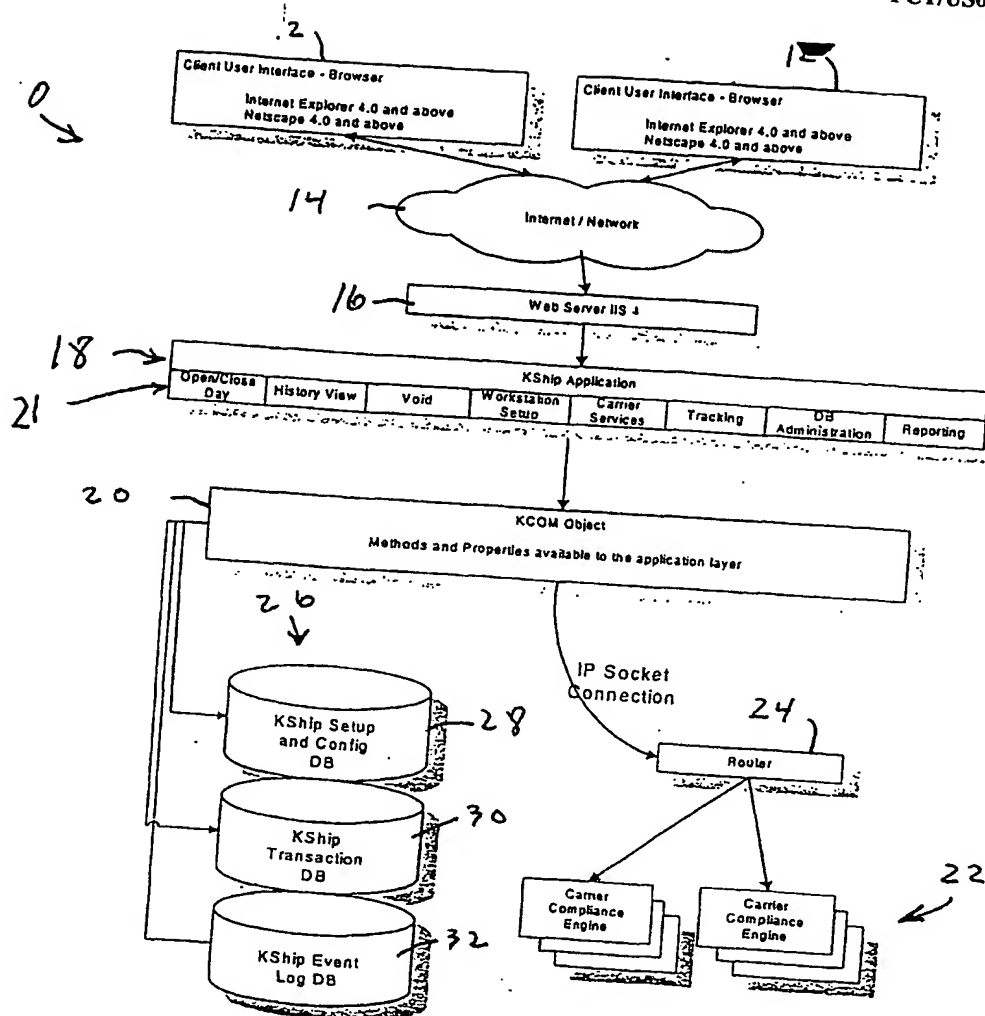 Client User Interface - Browser
Internet Explorer 4.0 and above
Netscape 4.0 and above
Client User Interface - Browser
Internet Explorer 4.0 and above
Netscape 4.0 and above
14
Internet / Network
16
Web Server IIS 4
18
KShip Application
21
Open/Close
Day
History View
Void
Workstation
Setup
Carrier
Services
Tracking
DB
Administration
Reporting
20
KCOM Object
Methods and Properties available to the application layer
26
IP Socket
Connection
KShip Setup
and Config
DB
28
24
Router
KShip
Transaction
DB
30
Carrier
Compliance
Engine
Carrier
Compliance
Engine
22
KShip Event
Log DB
32